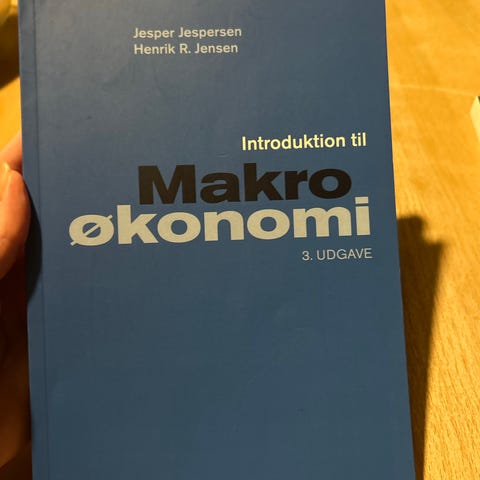 Jesper Jespersen
Henrik R. Jensen
Introduktion til
Makro
økonomi
3. UDGAVE